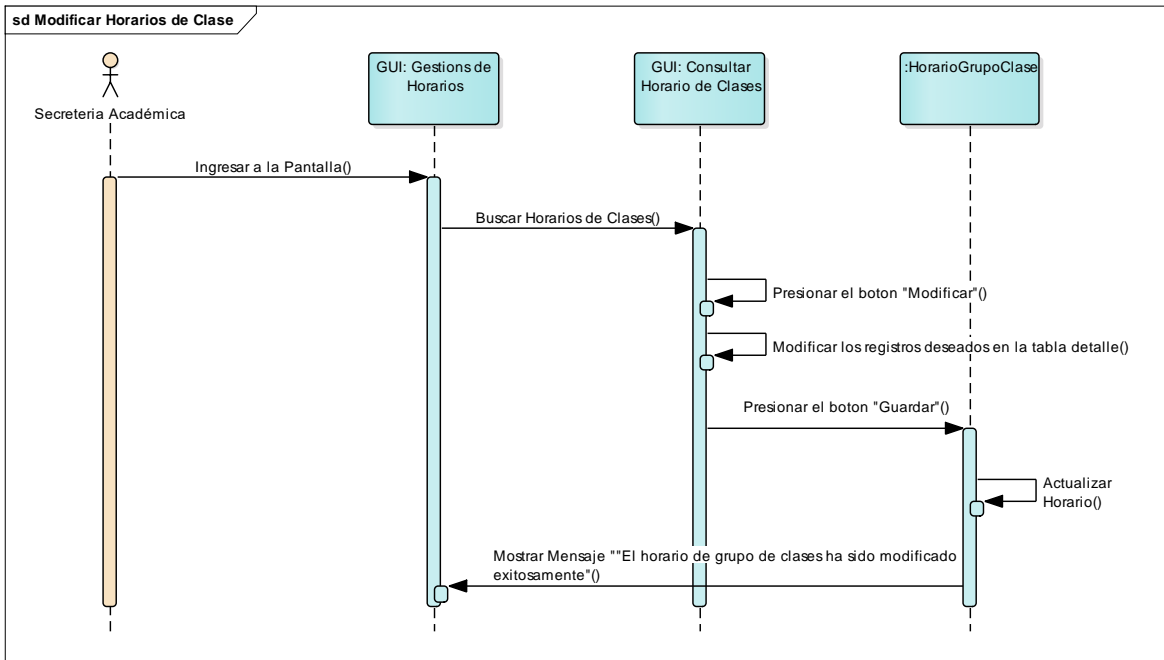 sd Modificar Horarios de Clase
Secreteria Académica
GUI: Gestions de
Horarios
GUI: Consultar
Horario de Clases
:HorarioGrupoClase
Ingresar a la Pantalla()
Buscar Horarios de Clases()
Presionar el boton "Modificar"()
Modificar los registros deseados en la tabla detalle()
Presionar el boton "Guardar"()
Actualizar
Horario()
Mostrar Mensaje ""El horario de grupo de clases ha sido modificado
exitosamente"()